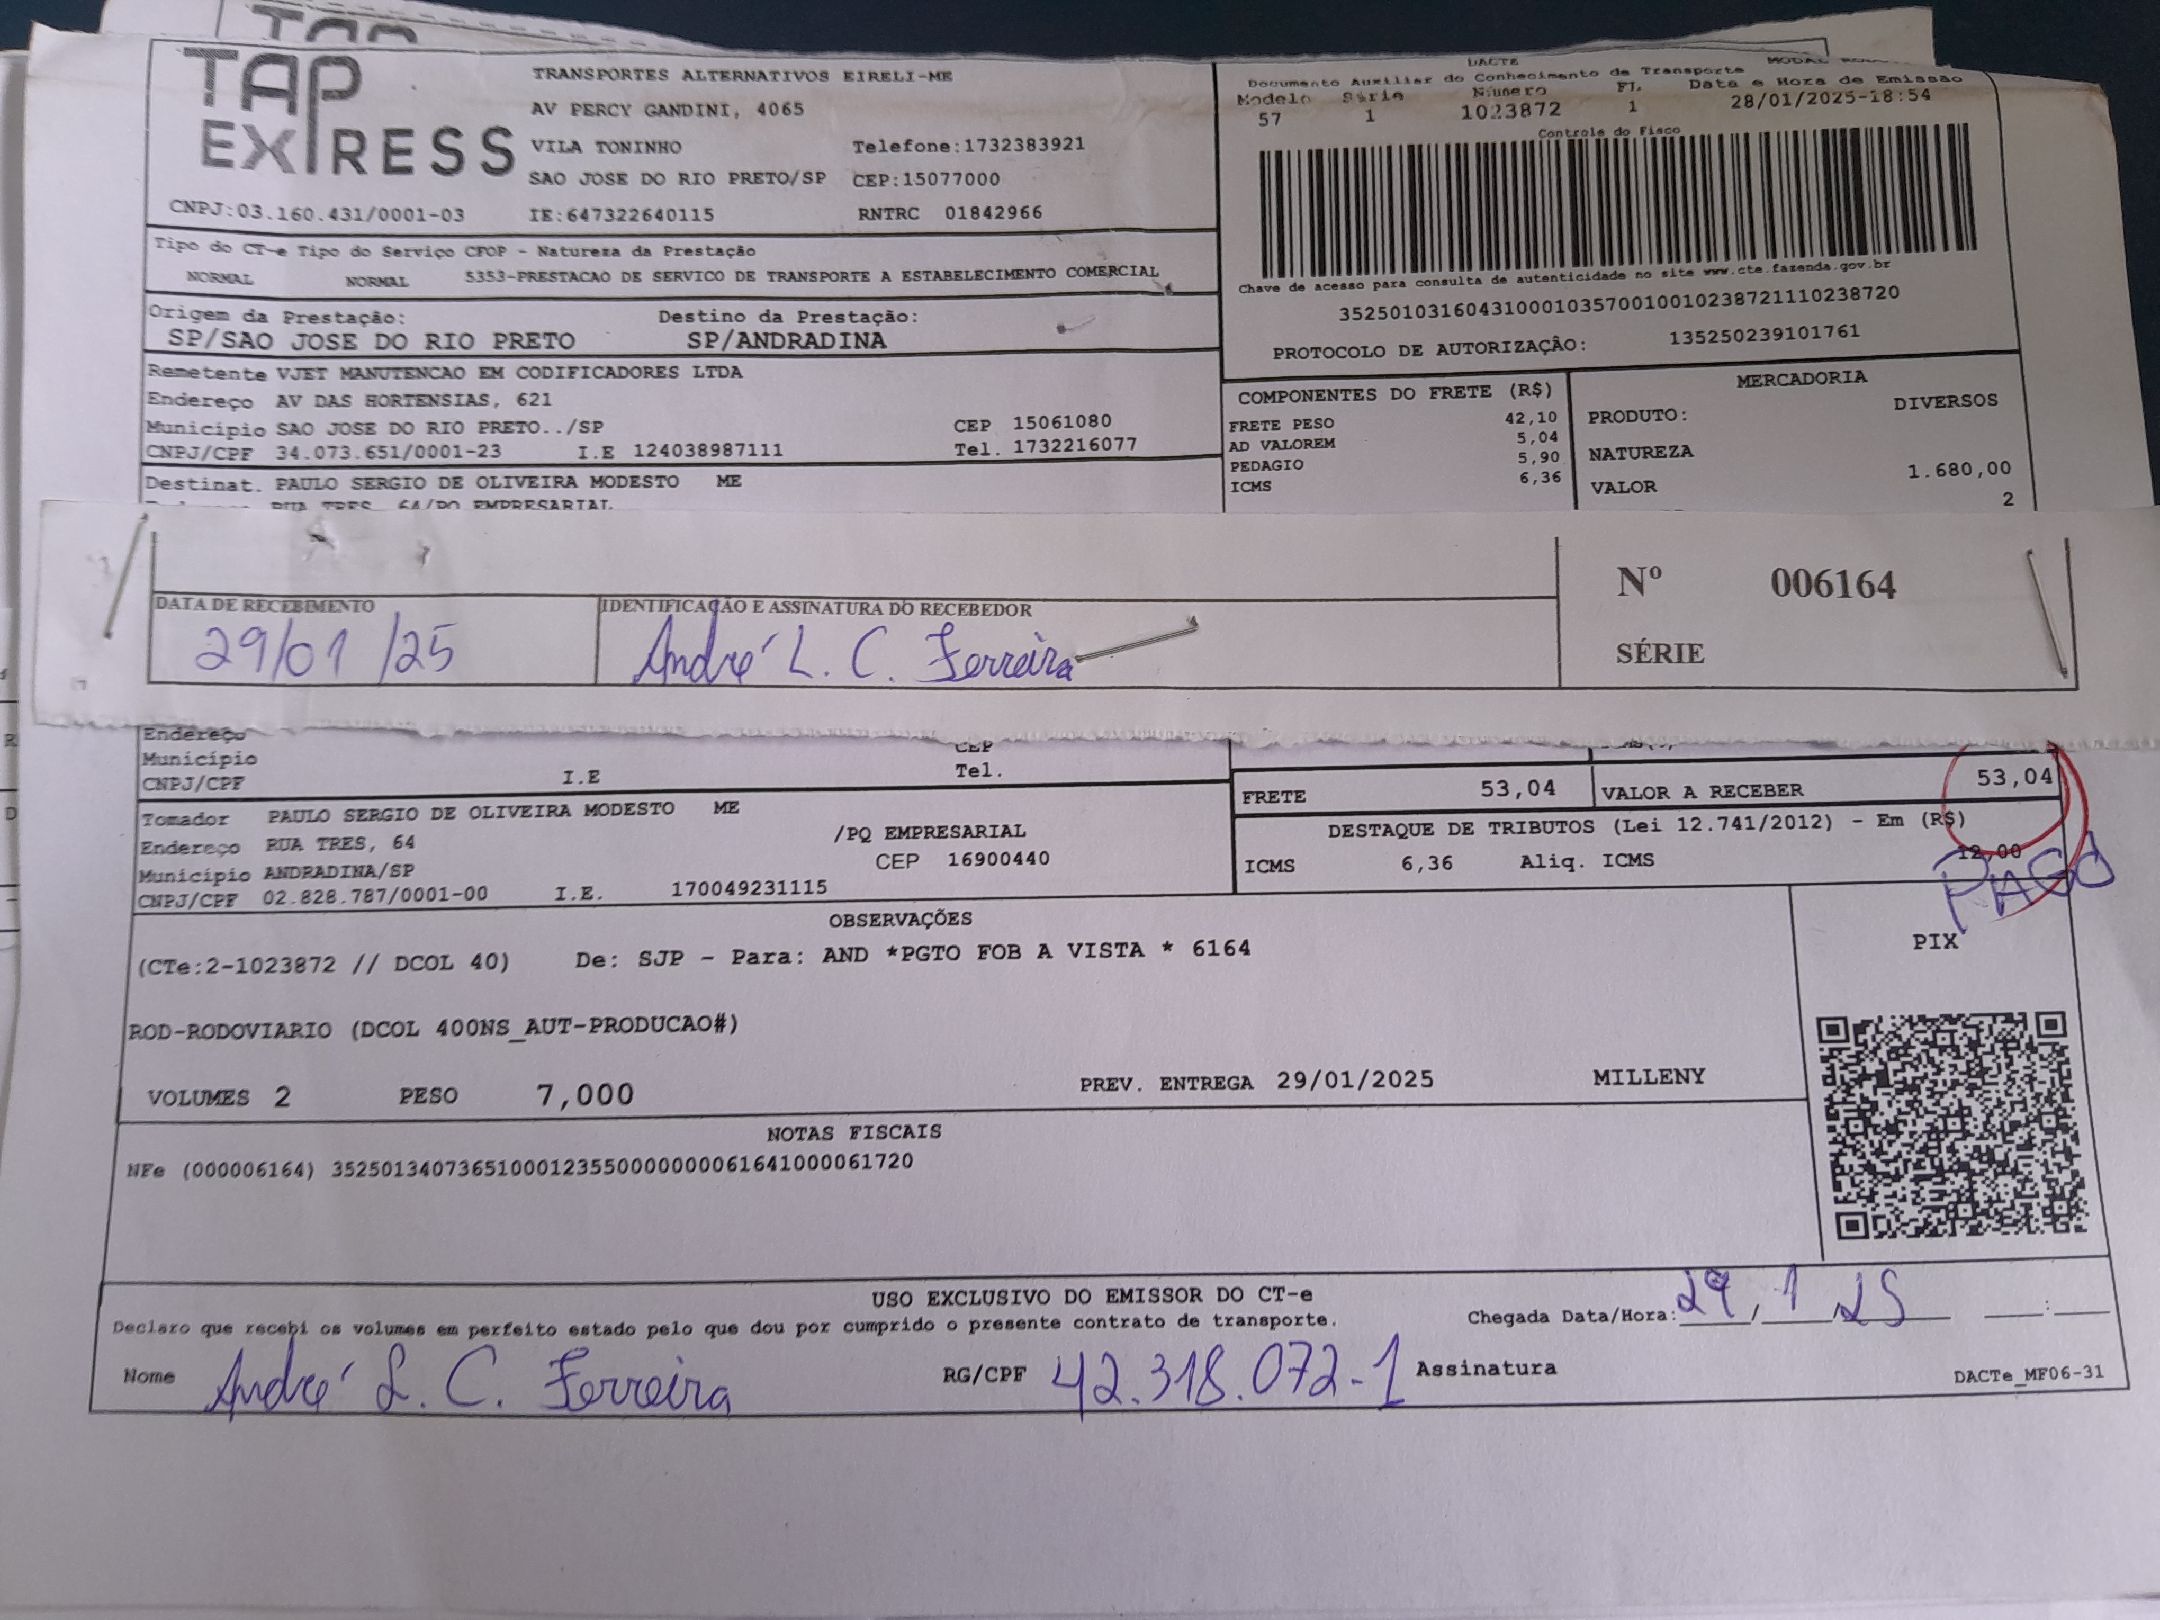 TAP
EXPRESS
TRANSPORTES ALTERNATIVOS EIRELI-ME
AV PERCY GANDINI, 4065
VILA TONINHO Telefone:1732383921
SAO JOSE DO RIO PRETO/SP CEP:15077000
CNPJ:03.160.431/0001-03 IE:647322640115 RNTRC 01842966
DACTE MODAL
Documento Auxiliar do Conhecimento de Transporte
Modelo Série Número FL. Data e Hora de Emissão
57 1 1023872 1 28/01/2025-18:54
Controle do Fisco
Chave de acesso para consulta de autenticidade no site www.cte.fazenda.gov.br
35250103160431000103570010010238721110238720
PROTOCOLO DE AUTORIZAÇÃO: 135250239101761
Tipo do CT-e Tipo do Serviço CFOP - Natureza da Prestação
NORMAL NORMAL 5353-PRESTACAO DE SERVICO DE TRANSPORTE A ESTABELECIMENTO COMERCIAL
Origem da Prestação: Destino da Prestação:
SP/SAO JOSE DO RIO PRETO SP/ANDRADINA
Remetente VJET MANUTENCAO EM CODIFICADORES LTDA
Endereço AV DAS HORTENSIAS, 621
Município SAO JOSE DO RIO PRETO../SP CEP 15061080
CNPJ/CPF 34.073.651/0001-23 I.E 124038987111 Tel. 1732216077
Destinat. PAULO SERGIO DE OLIVEIRA MODESTO ME
RUA TRES, 64/PQ EMPRESARIAL
COMPONENTES DO FRETE (R$)
FRETE PESO 42,10
AD VALOREM 5,04
PEDAGIO 5,90
ICMS 6,36
MERCADORIA
PRODUTO: DIVERSOS
NATUREZA
VALOR 1.680,00
2
DATA DE RECEBIMENTO
29/01/25
IDENTIFICAÇÃO E ASSINATURA DO RECEBEDOR
André L. C. Ferreira
Nº 006164
SÉRIE
Endereço CEP
Município
CNPJ/CPF I.E Tel.
FRETE 53,04 VALOR A RECEBER 53,04
Tomador PAULO SERGIO DE OLIVEIRA MODESTO ME
Endereço RUA TRES, 64 /PQ EMPRESARIAL
Município ANDRADINA/SP CEP 16900440
CNPJ/CPF 02.828.787/0001-00 I.E. 170049231115
DESTAQUE DE TRIBUTOS (Lei 12.741/2012) - Em (R$)
ICMS 6,36 Aliq. ICMS 12,00
PAGO
OBSERVAÇÕES
(CTe:2-1023872 // DCOL 40) De: SJP - Para: AND *PGTO FOB A VISTA * 6164
PIX
ROD-RODOVIARIO (DCOL 400NS_AUT-PRODUCAO#)
VOLUMES 2 PESO 7,000 PREV. ENTREGA 29/01/2025 MILLENY
NOTAS FISCAIS
NFe (000006164) 35250134073651000123550000000061641000061720
USO EXCLUSIVO DO EMISSOR DO CT-e
Declaro que recebi os volumes em perfeito estado pelo que dou por cumprido o presente contrato de transporte.
Chegada Data/Hora: 29/1/25 __:__
Nome André L. C. Ferreira RG/CPF 42.318.072-1 Assinatura
DACTe_MF06-31